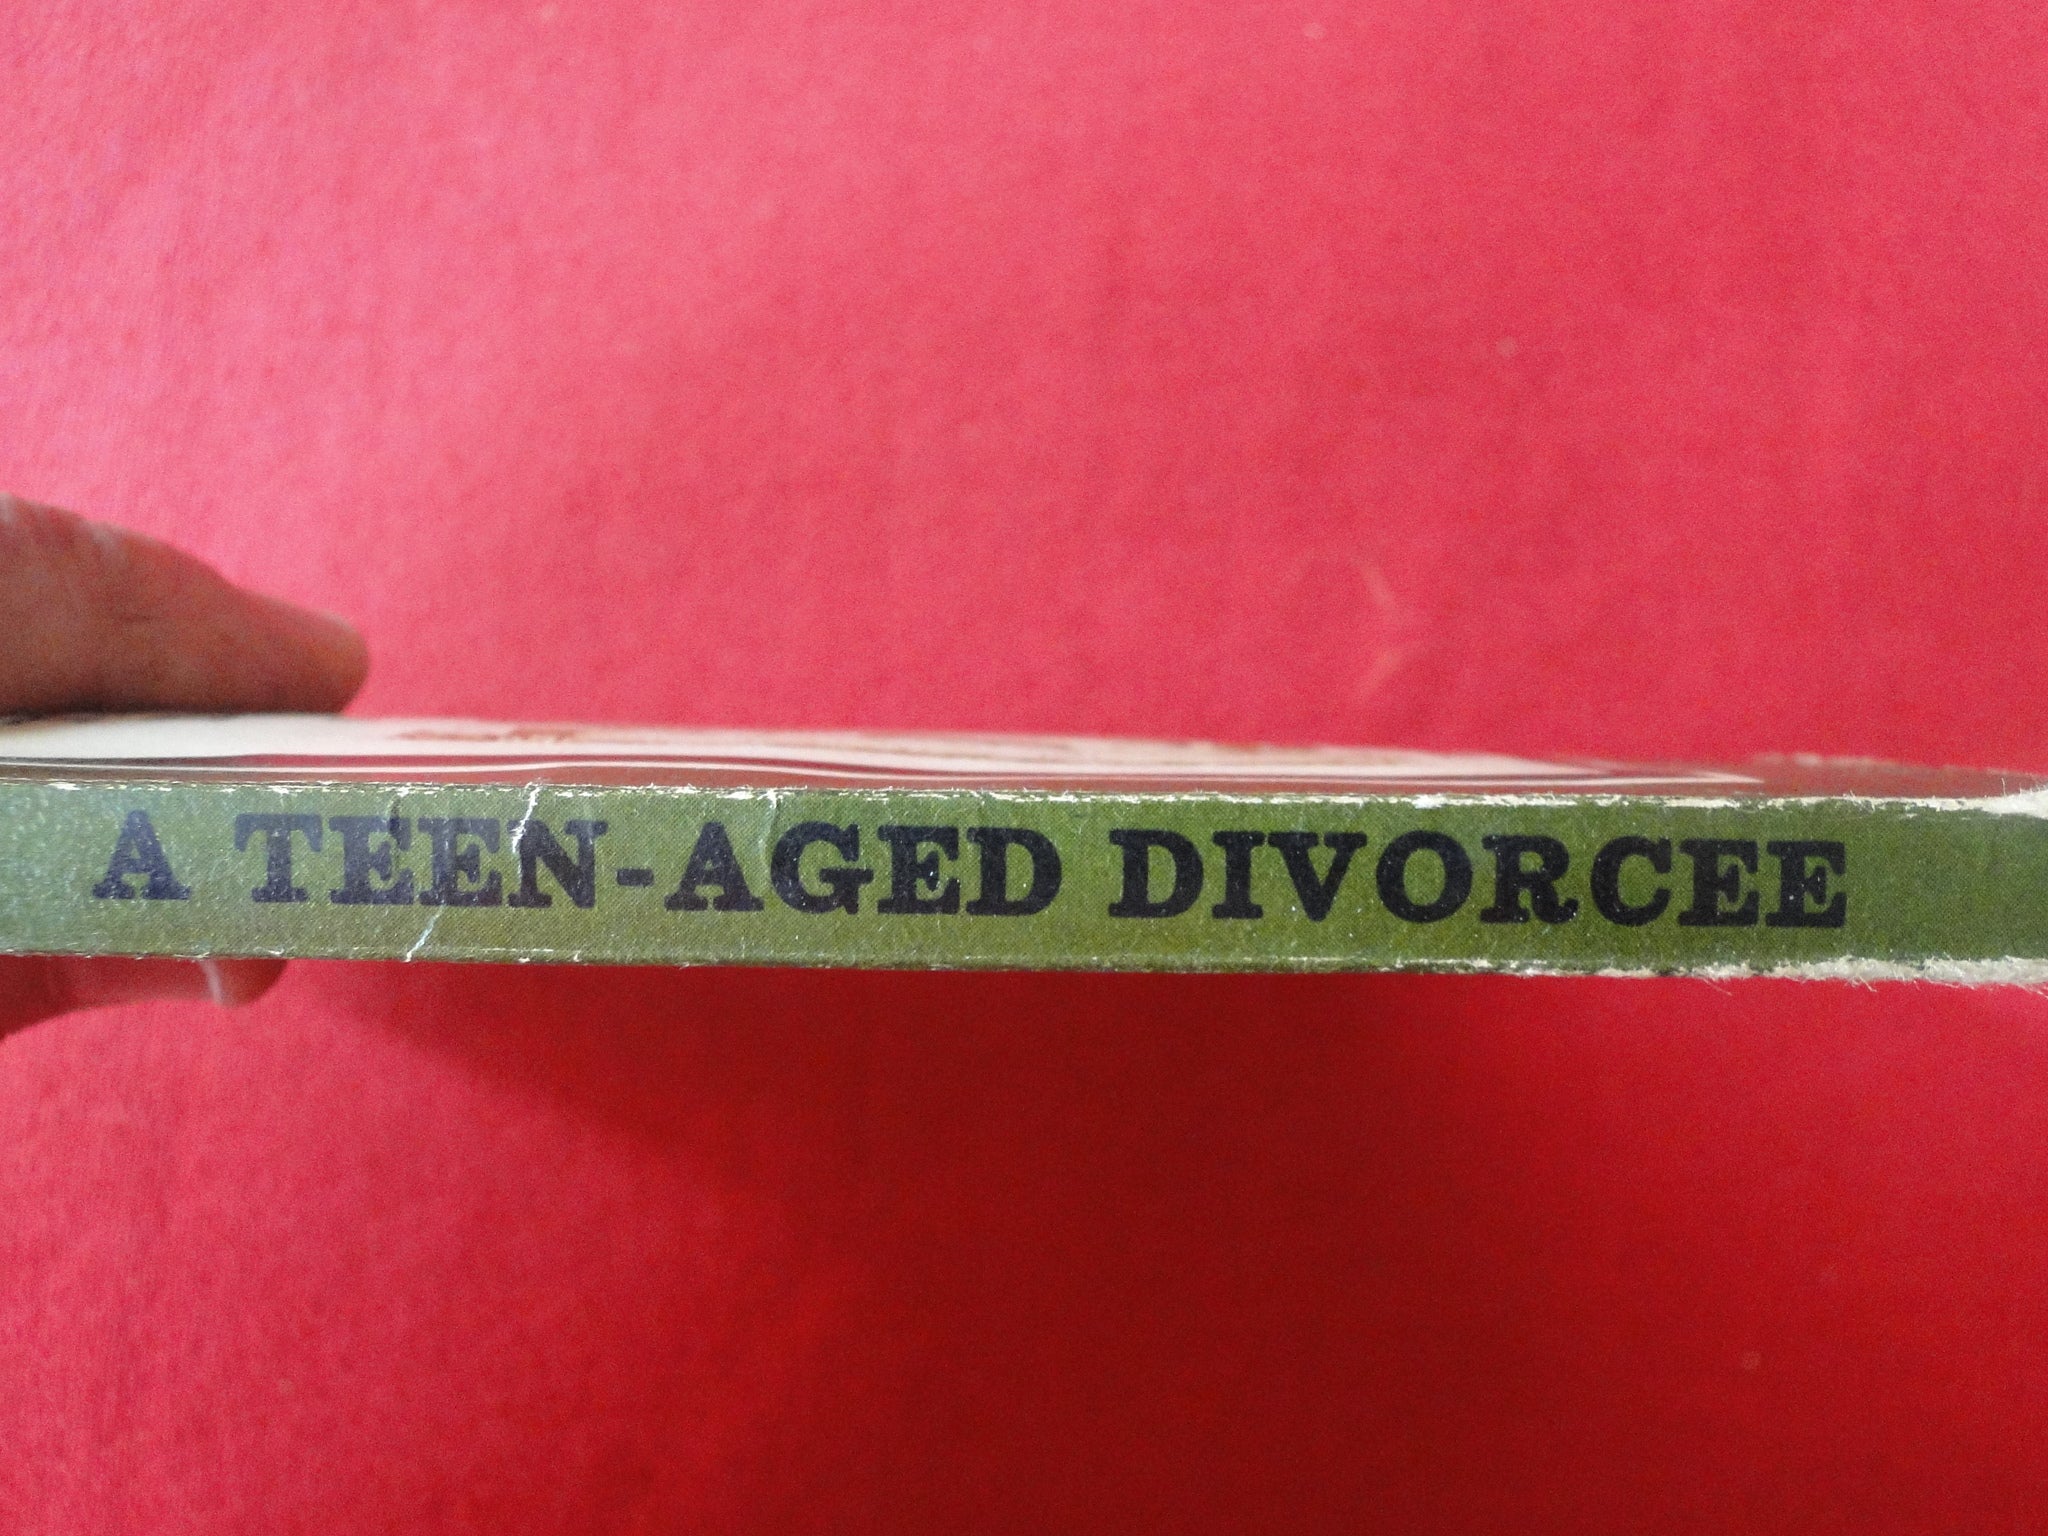 A TEEN-AGED DIVORCEE